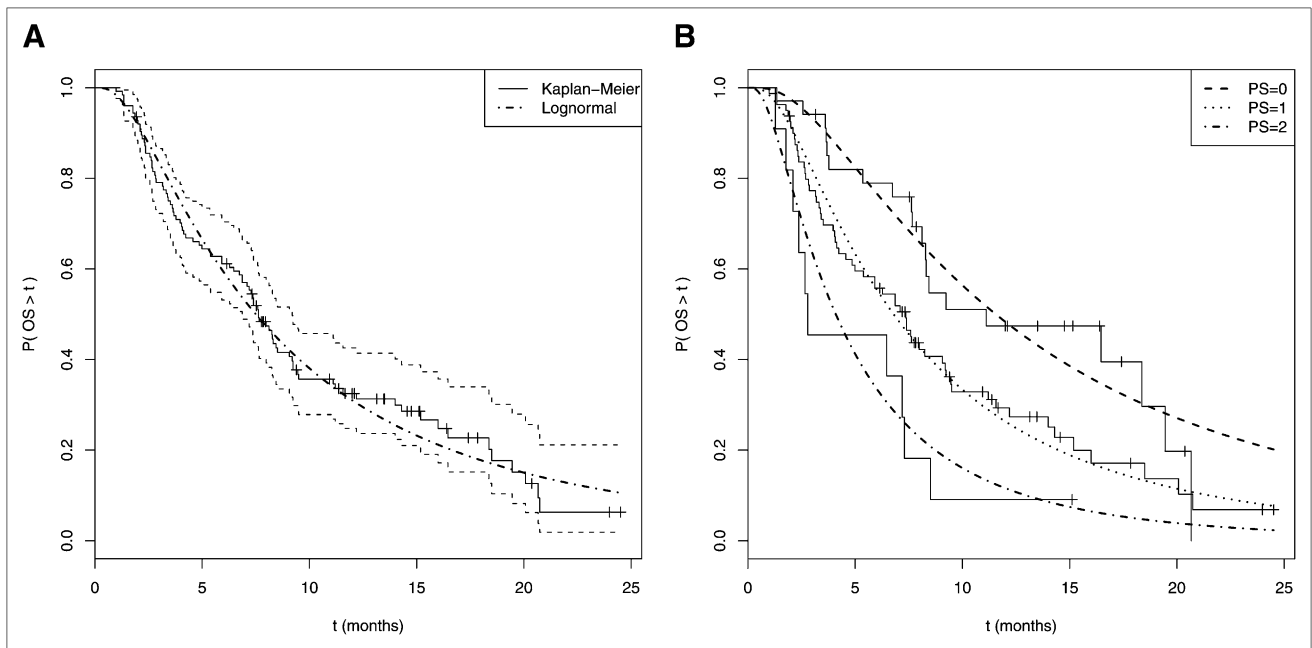 A
P( OS > t )
1.0
0.8
0.6
0.4
0.2
0.0
Kaplan−Meier
Lognormal
0 5 10 15 20 25
t (months)
B
P( OS > t )
1.0
0.8
0.6
0.4
0.2
0.0
PS=0
PS=1
PS=2
0 5 10 15 20 25
t (months)